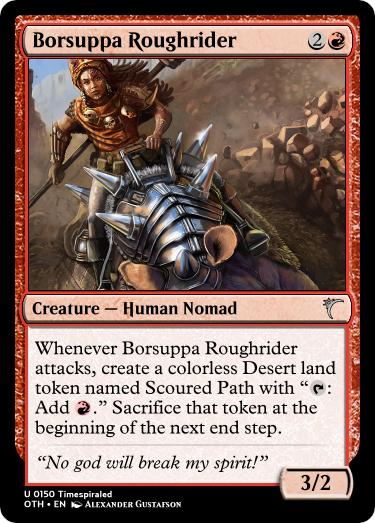 Borsuppa Roughrider 2
Creature — Human Nomad
Whenever Borsuppa Roughrider
attacks, create a colorless Desert land
token named Scoured Path with “:
Add .” Sacrifice that token at the
beginning of the next end step.
“No god will break my spirit!”
3/2
U 0150 Timespiraled
OTH • EN Alexander Gustafson